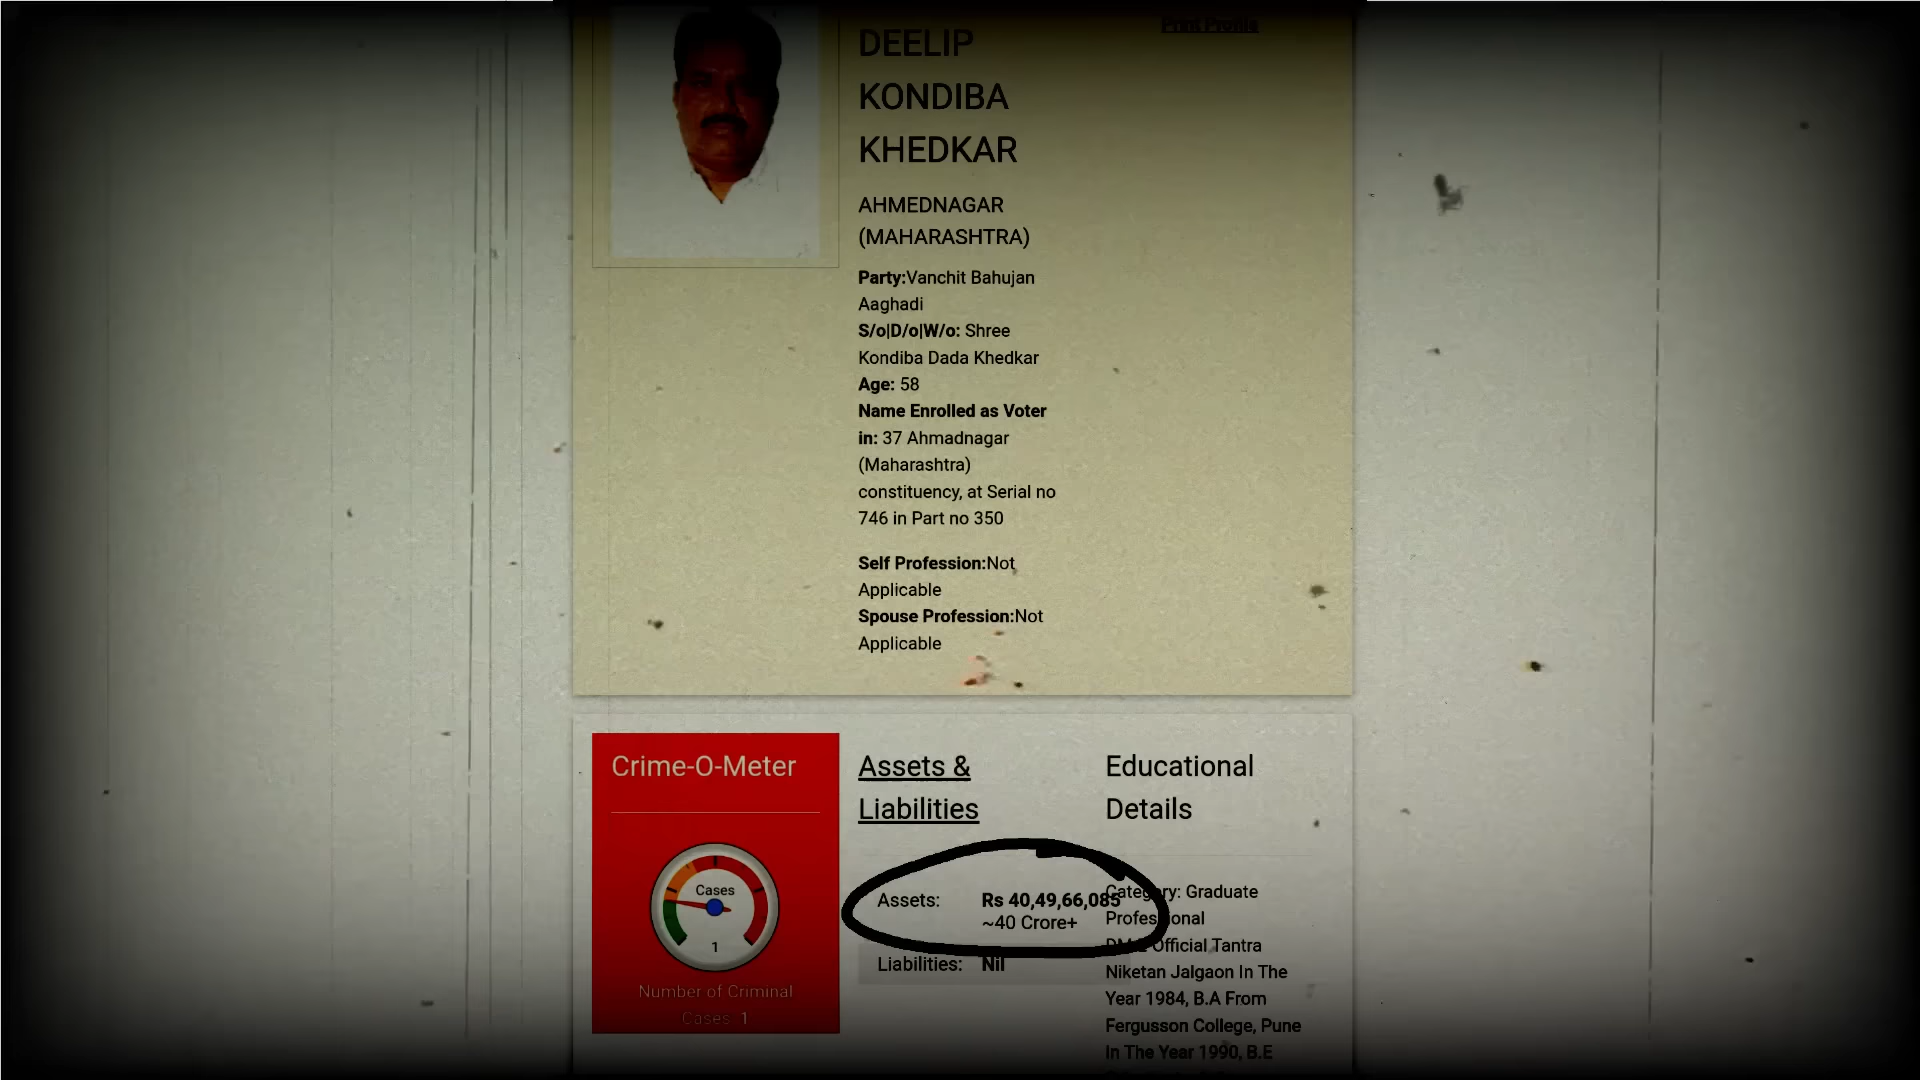 Print Profile
DEELIP
KONDIBA
KHEDKAR
AHMEDNAGAR
(MAHARASHTRA)
Party:Vanchit Bahujan
Aaghadi
S/o|D/o|W/o: Shree
Kondiba Dada Khedkar
Age: 58
Name Enrolled as Voter
in: 37 Ahmadnagar
(Maharashtra)
constituency, at Serial no
746 in Part no 350
Self Profession:Not
Applicable
Spouse Profession:Not
Applicable
Crime-O-Meter
Cases
1
Number of Criminal
Cases: 1
Assets &
Liabilities
Assets: Rs 40,49,66,085
~40 Crore+
Liabilities: Nil
Educational
Details
Category: Graduate
Professional
Official Tantra
Niketan Jalgaon In The
Year 1984, B.A From
Fergusson College, Pune
In The Year 1990, B.E